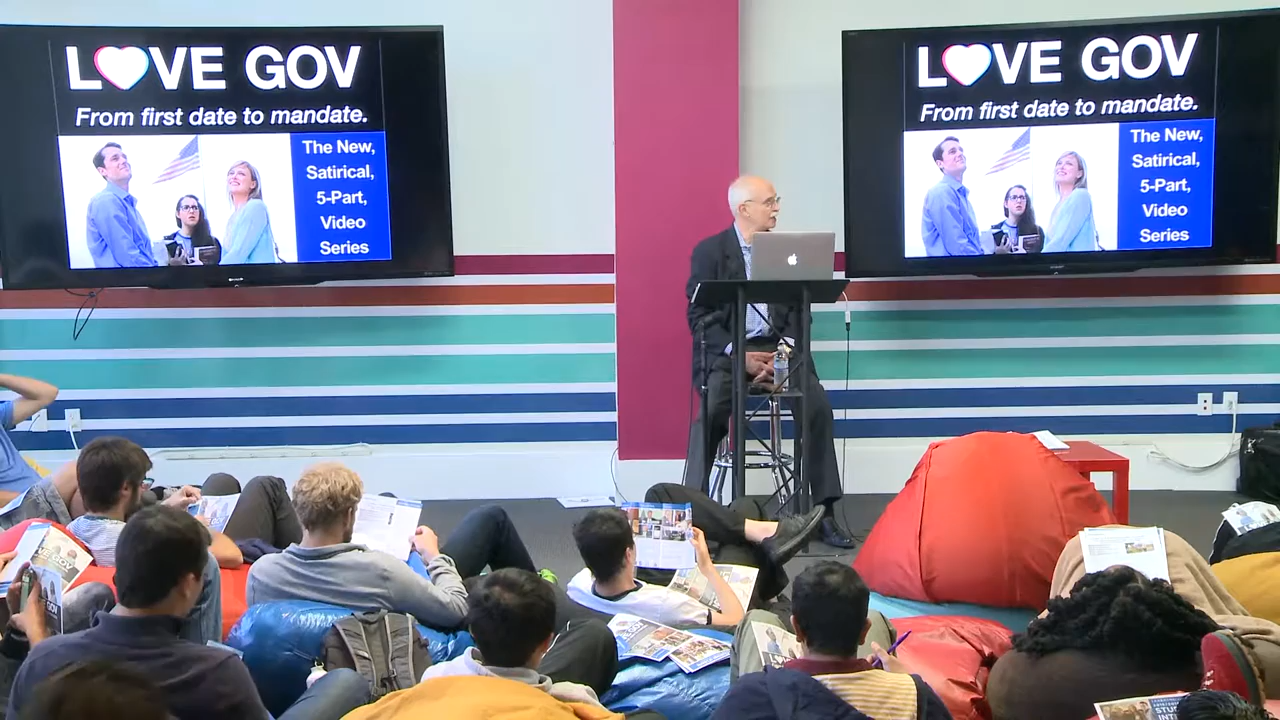 LOVE GOV
From first date to mandate.
The New,
Satirical,
5-Part,
Video
Series
LOVE GOV
From first date to mandate.
The New,
Satirical,
5-Part,
Video
Series